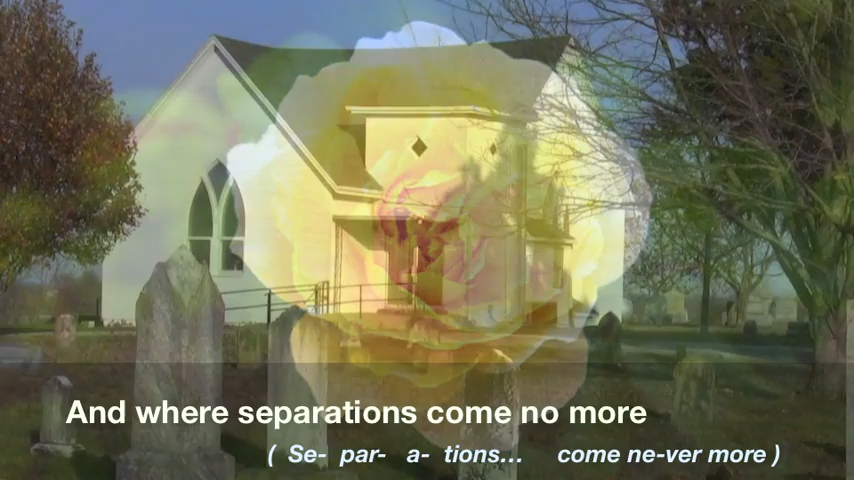 And where separations come no more
( Se- par- a- tions... come ne-ver more )